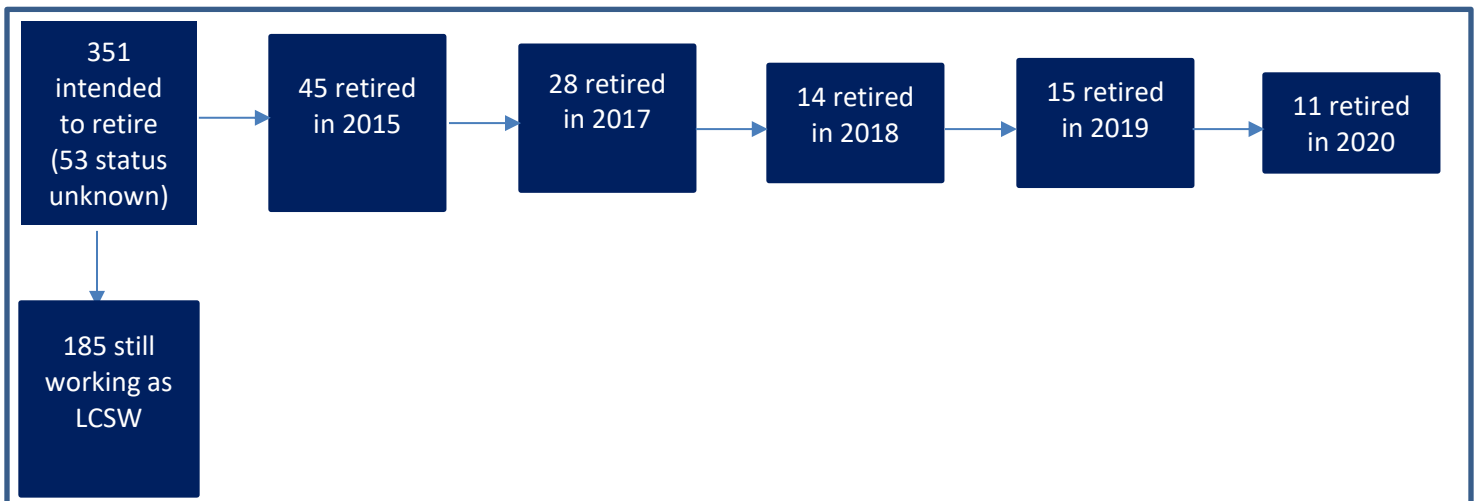 351
intended
to retire
(53 status
unknown)
45 retired
in 2015
28 retired
in 2017
14 retired
in 2018
15 retired
in 2019
11 retired
in 2020
185 still
working as
LCSW